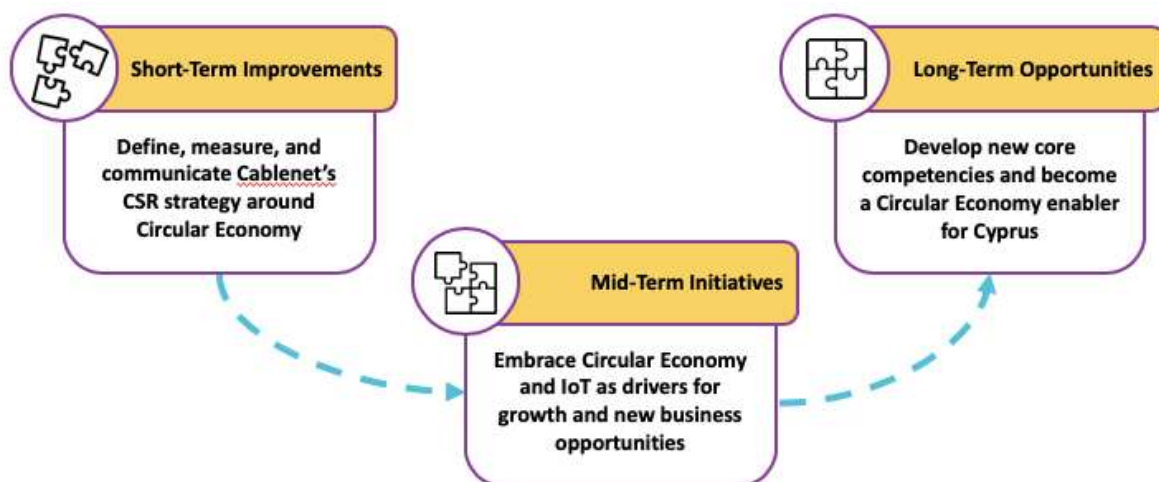 Short-Term Improvements
Define, measure, and
communicate Cablenet's
CSR strategy around
Circular Economy
Mid-Term Initiatives
Embrace Circular Economy
and IoT as drivers for
growth and new business
opportunities
Long-Term Opportunities
Develop new core
competencies and become
a Circular Economy enabler
for Cyprus